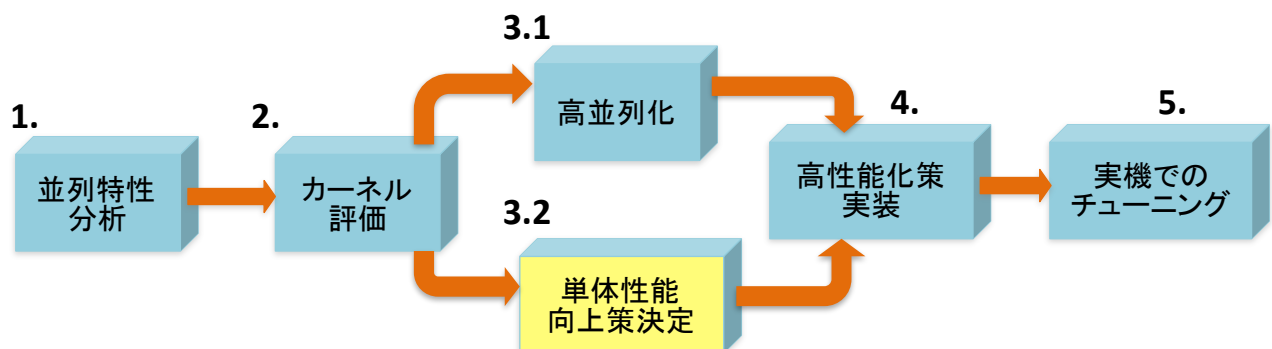 1.
並列特性
分析
2.
カーネル
評価
3.1
高並列化
3.2
単体性能
向上策決定
4.
高性能化策
実装
5.
実機での
チューニング